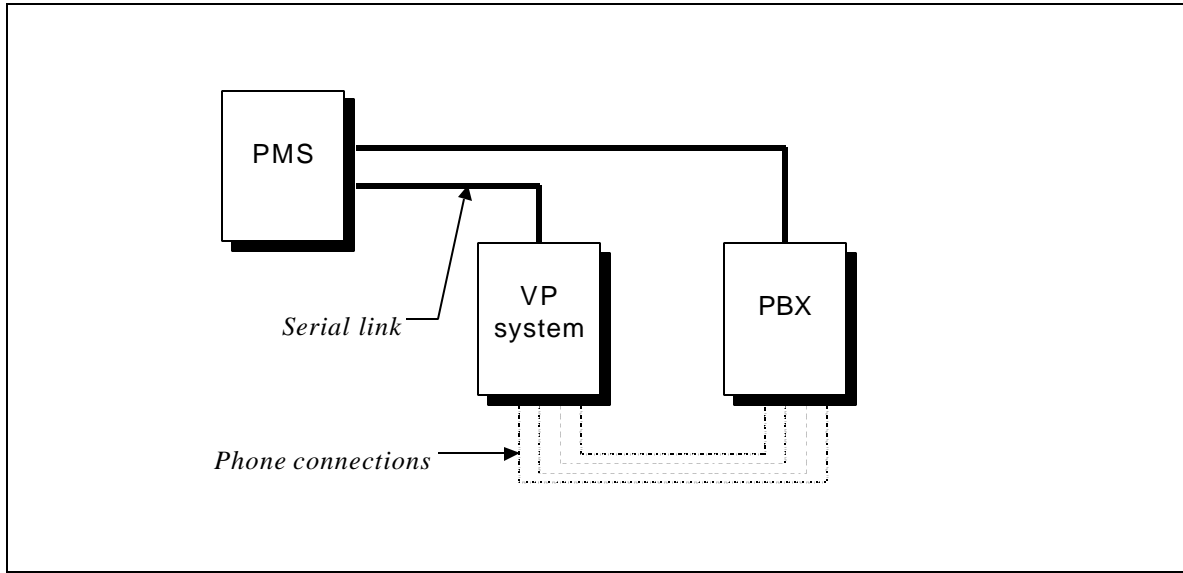 PMS
VP
system
PBX
Serial link
Phone connections